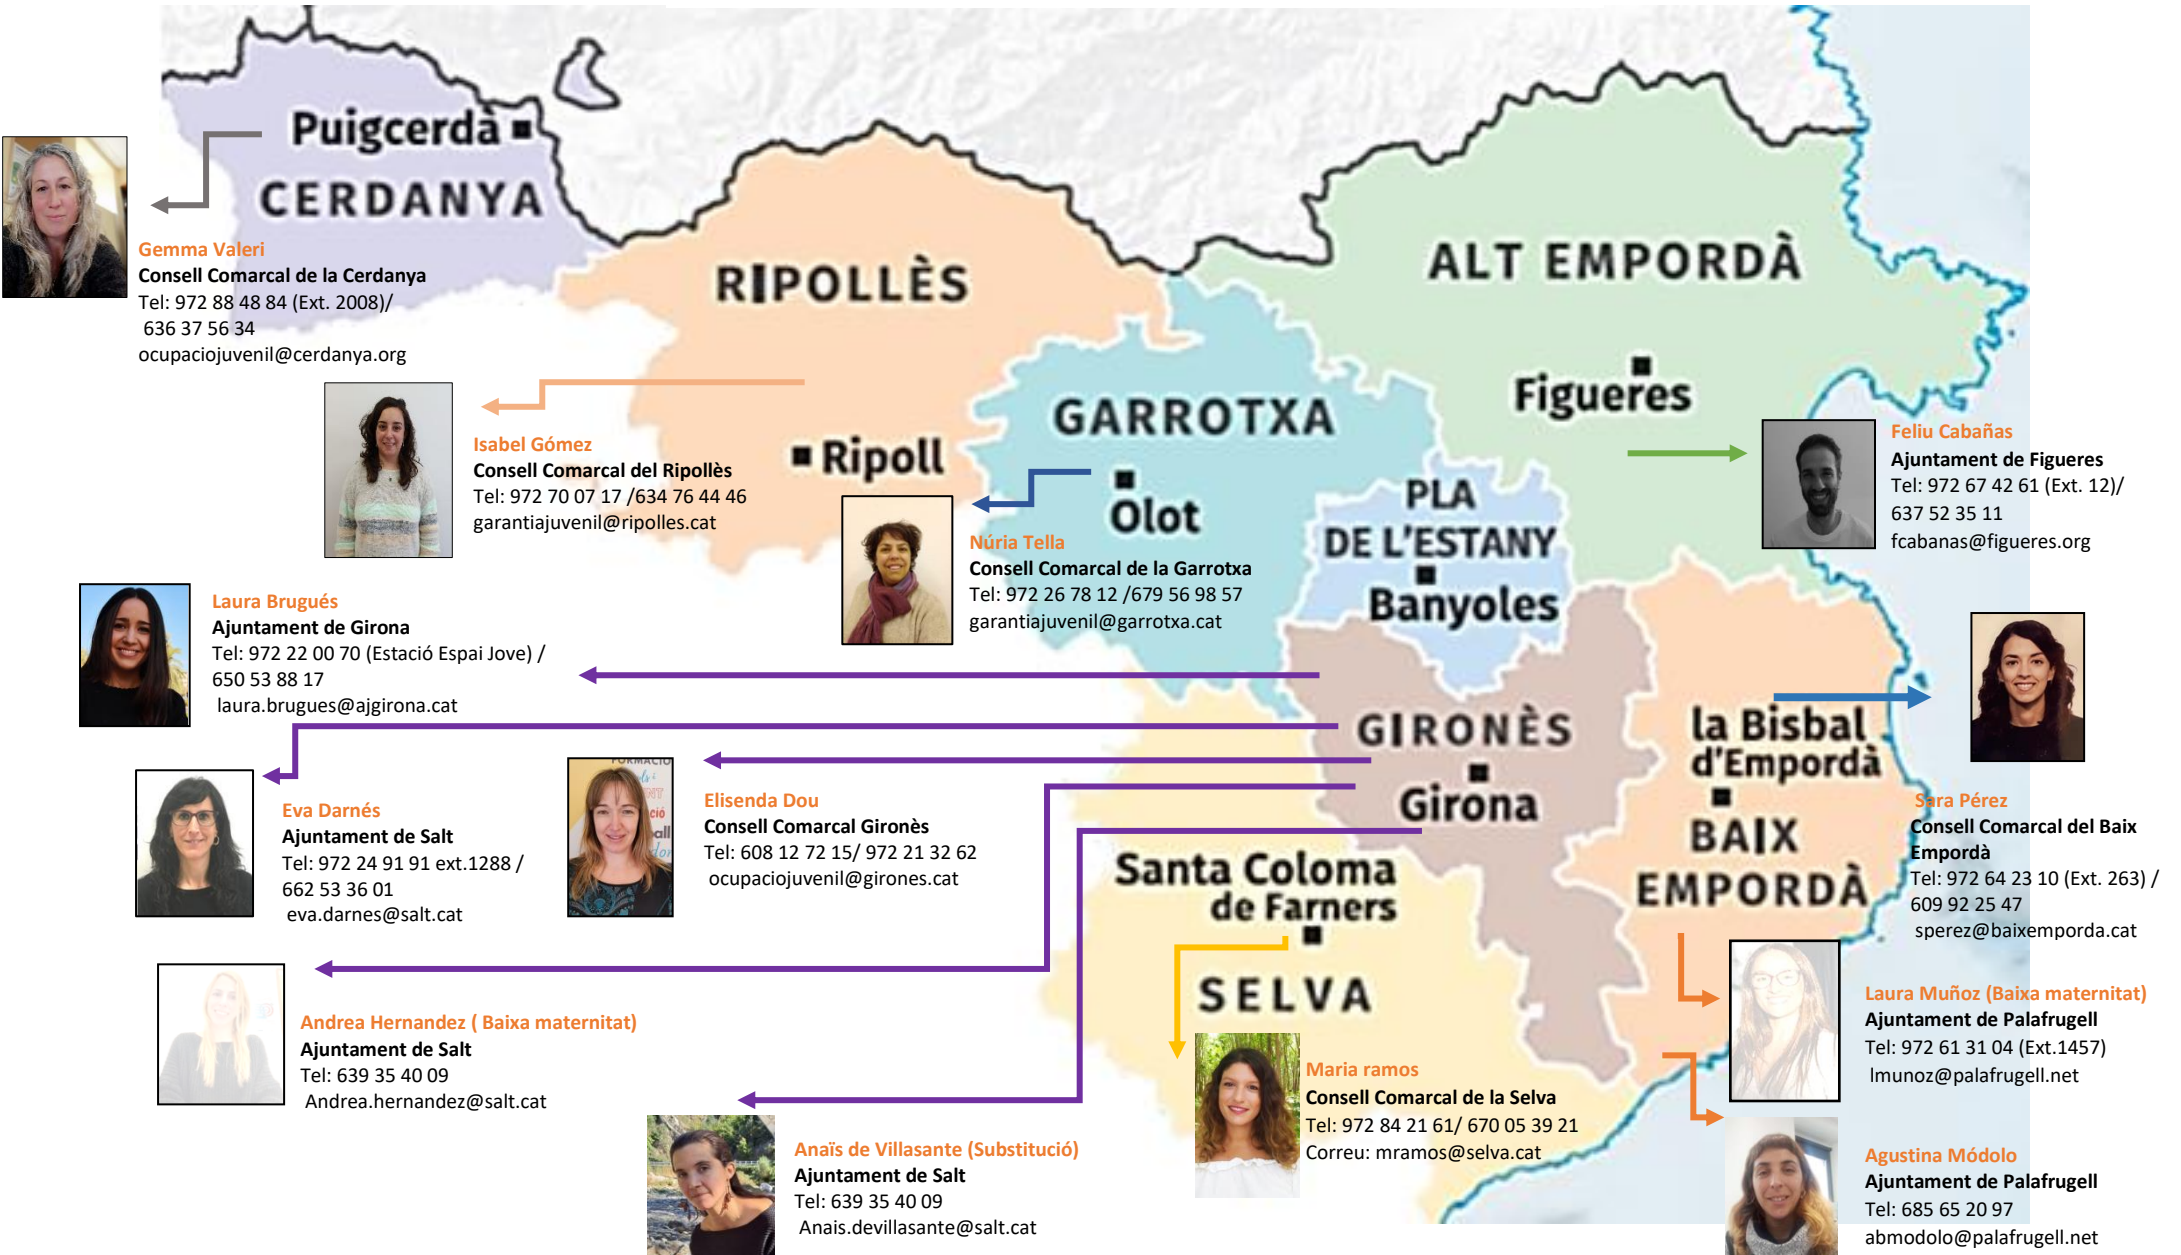 Puigcerdà
CERDANYA
Gemma Valeri
Consell Comarcal de la Cerdanya
Tel: 972 88 48 84 (Ext. 2008)/
636 37 56 34
ocupaciojuvenil@cerdanya.org
RIPOLLÈS
Ripoll
Isabel Gómez
Consell Comarcal del Ripollès
Tel: 972 70 07 17 /634 76 44 46
garantiajuvenil@ripolles.cat
GARROTXA
Olot
Núria Tella
Consell Comarcal de la Garrotxa
Tel: 972 26 78 12 /679 56 98 57
garantiajuvenil@garrotxa.cat
ALT EMPORDÀ
Figueres
Feliu Cabañas
Ajuntament de Figueres
Tel: 972 67 42 61 (Ext. 12)/
637 52 35 11
fcabanas@figueres.org
PLA
DE L'ESTANY
Banyoles
Laura Brugués
Ajuntament de Girona
Tel: 972 22 00 70 (Estació Espai Jove) /
650 53 88 17
laura.brugues@ajgirona.cat
GIRONÈS
Girona
Eva Darnés
Ajuntament de Salt
Tel: 972 24 91 91 ext.1288 /
662 53 36 01
eva.darnes@salt.cat
FORMACIÓ
Elisenda Dou
Consell Comarcal Gironès
Tel: 608 12 72 15/ 972 21 32 62
ocupaciojuvenil@girones.cat
la Bisbal
d'Empordà
BAIX
EMPORDÀ
Sara Pérez
Consell Comarcal del Baix
Empordà
Tel: 972 64 23 10 (Ext. 263) /
609 92 25 47
sperez@baixemporda.cat
Santa Coloma
de Farners
SELVA
Andrea Hernandez ( Baixa maternitat)
Ajuntament de Salt
Tel: 639 35 40 09
Andrea.hernandez@salt.cat
Laura Muñoz (Baixa maternitat)
Ajuntament de Palafrugell
Tel: 972 61 31 04 (Ext.1457)
lmunoz@palafrugell.net
Maria ramos
Consell Comarcal de la Selva
Tel: 972 84 21 61/ 670 05 39 21
Correu: mramos@selva.cat
Anaïs de Villasante (Substitució)
Ajuntament de Salt
Tel: 639 35 40 09
Anais.devillasante@salt.cat
Agustina Módolo
Ajuntament de Palafrugell
Tel: 685 65 20 97
abmodolo@palafrugell.net